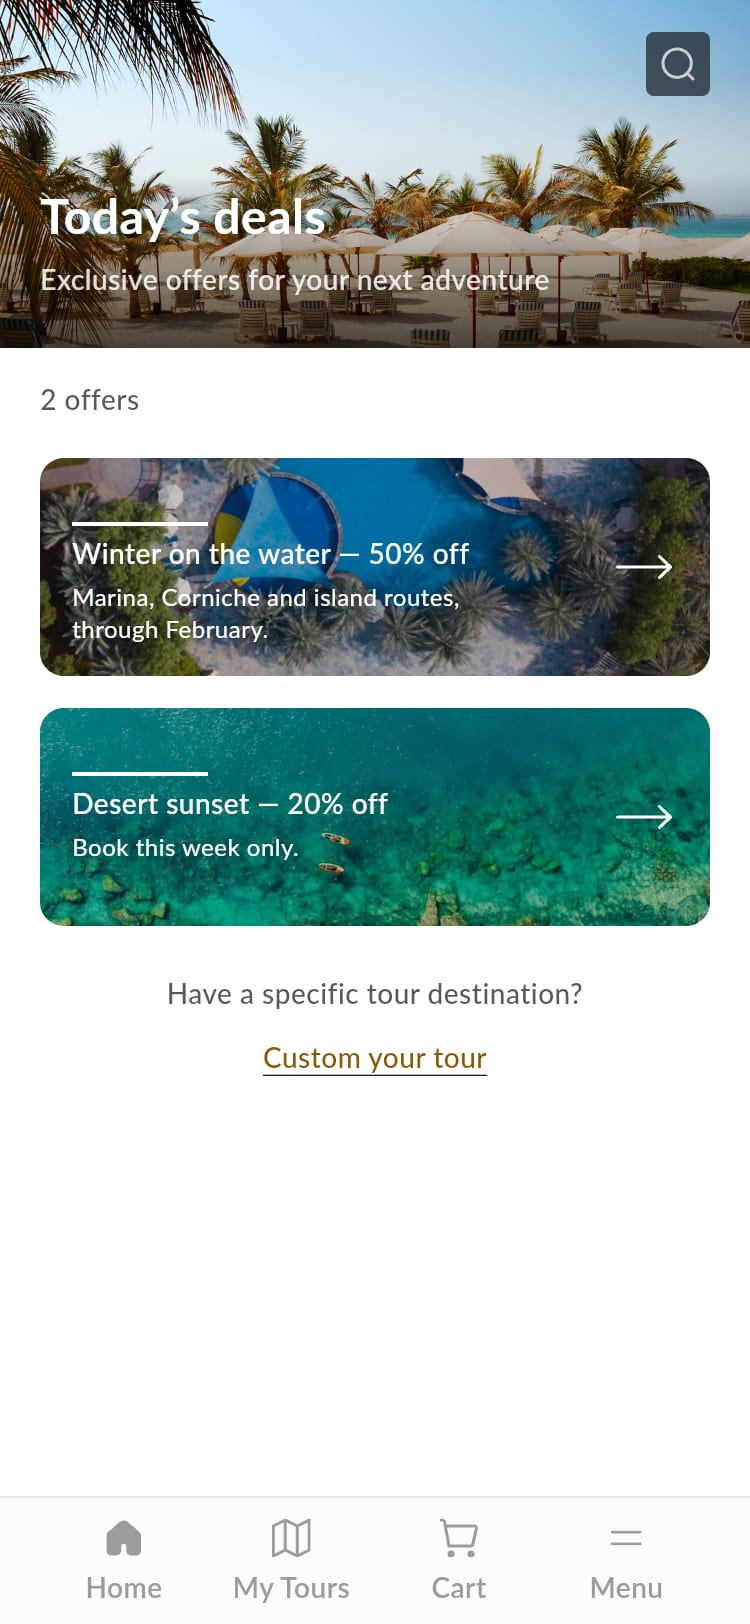 Today's deals
Exclusive offers for your next adventure
2 offers
Winter on the water — 50% off
Marina, Corniche and island routes,
through February.
Desert sunset — 20% off
Book this week only.
Have a specific tour destination?
Custom your tour
Home
My Tours
Cart
Menu